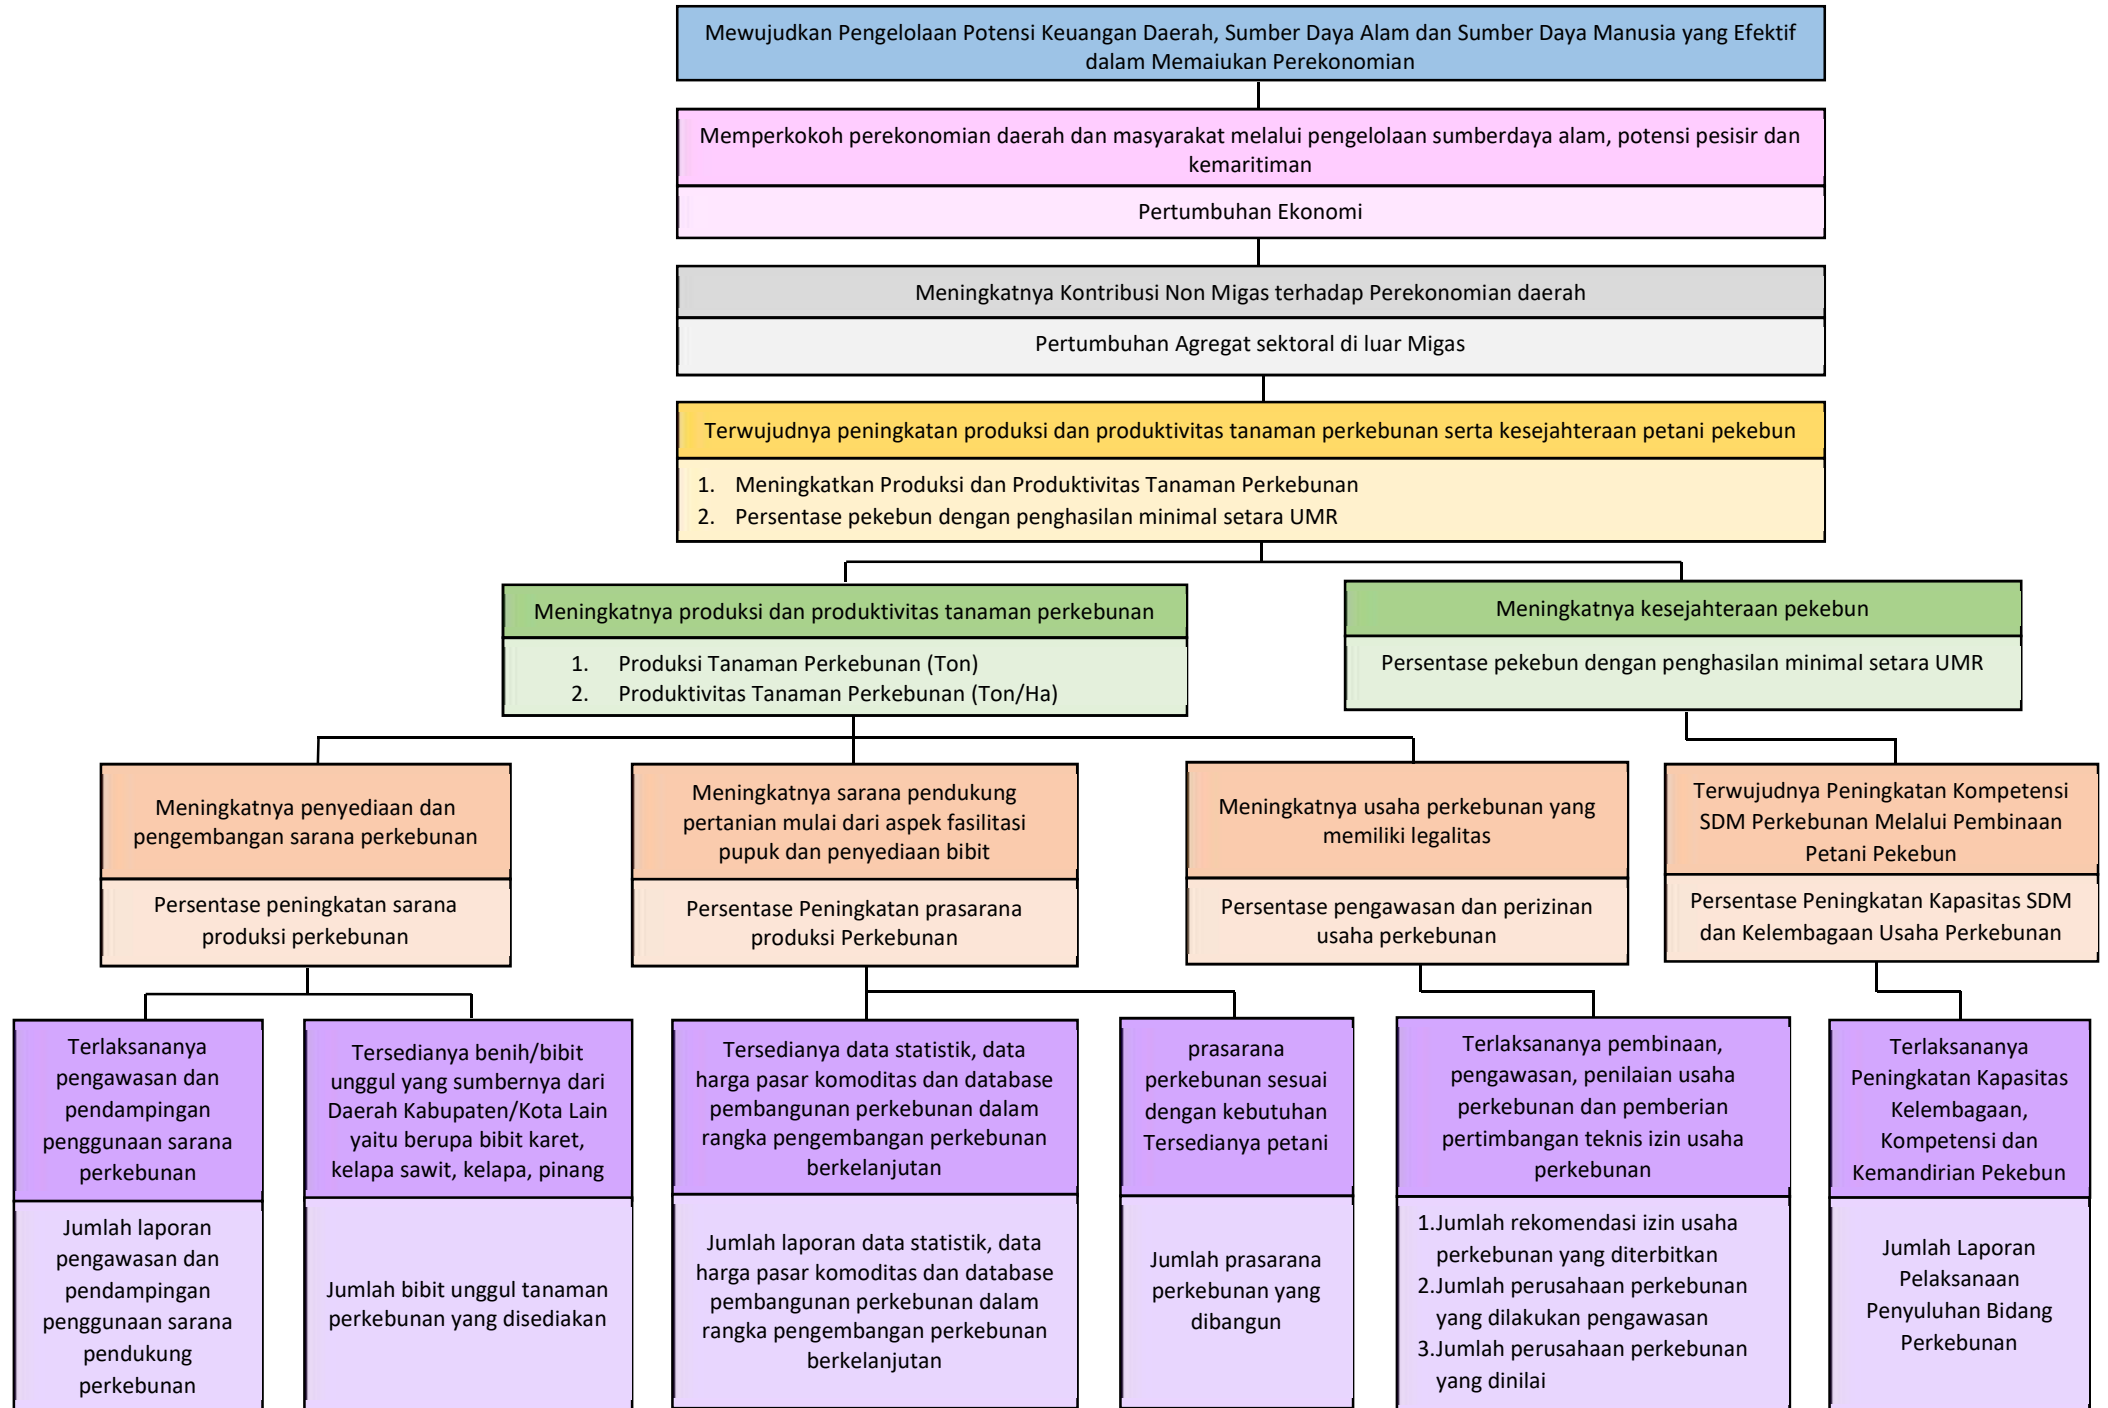 Mewujudkan Pengelolaan Potensi Keuangan Daerah, Sumber Daya Alam dan Sumber Daya Manusia yang Efektif
dalam Memaiukan Perekonomian
Memperkokoh perekonomian daerah dan masyarakat melalui pengelolaan sumberdaya alam, potensi pesisir dan
kemaritiman
Pertumbuhan Ekonomi
Meningkatnya Kontribusi Non Migas terhadap Perekonomian daerah
Pertumbuhan Agregat sektoral di luar Migas
Terwujudnya peningkatan produksi dan produktivitas tanaman perkebunan serta kesejahteraan petani pekebun
1. Meningkatkan Produksi dan Produktivitas Tanaman Perkebunan
2. Persentase pekebun dengan penghasilan minimal setara UMR
Meningkatnya produksi dan produktivitas tanaman perkebunan
1. Produksi Tanaman Perkebunan (Ton)
2. Produktivitas Tanaman Perkebunan (Ton/Ha)
Meningkatnya kesejahteraan pekebun
Persentase pekebun dengan penghasilan minimal setara UMR
Meningkatnya penyediaan dan
pengembangan sarana perkebunan
Persentase peningkatan sarana
produksi perkebunan
Meningkatnya sarana pendukung
pertanian mulai dari aspek fasilitasi
pupuk dan penyediaan bibit
Persentase Peningkatan prasarana
produksi Perkebunan
Meningkatnya usaha perkebunan yang
memiliki legalitas
Persentase pengawasan dan perizinan
usaha perkebunan
Terwujudnya Peningkatan Kompetensi
SDM Perkebunan Melalui Pembinaan
Petani Pekebun
Persentase Peningkatan Kapasitas SDM
dan Kelembagaan Usaha Perkebunan
Terlaksananya
pengawasan dan
pendampingan
penggunaan sarana
perkebunan
Jumlah laporan
pengawasan dan
pendampingan
penggunaan sarana
pendukung
perkebunan
Tersedianya benih/bibit
unggul yang sumbernya dari
Daerah Kabupaten/Kota Lain
yaitu berupa bibit karet,
kelapa sawit, kelapa, pinang
Jumlah bibit unggul tanaman
perkebunan yang disediakan
Tersedianya data statistik, data
harga pasar komoditas dan database
pembangunan perkebunan dalam
rangka pengembangan perkebunan
berkelanjutan
Jumlah laporan data statistik, data
harga pasar komoditas dan database
pembangunan perkebunan dalam
rangka pengembangan perkebunan
berkelanjutan
prasarana
perkebunan sesuai
dengan kebutuhan
Tersedianya petani
Jumlah prasarana
perkebunan yang
dibangun
Terlaksananya pembinaan,
pengawasan, penilaian usaha
perkebunan dan pemberian
pertimbangan teknis izin usaha
perkebunan
1.Jumlah rekomendasi izin usaha
perkebunan yang diterbitkan
2.Jumlah perusahaan perkebunan
yang dilakukan pengawasan
3.Jumlah perusahaan perkebunan
yang dinilai
Terlaksananya
Peningkatan Kapasitas
Kelembagaan,
Kompetensi dan
Kemandirian Pekebun
Jumlah Laporan
Pelaksanaan
Penyuluhan Bidang
Perkebunan